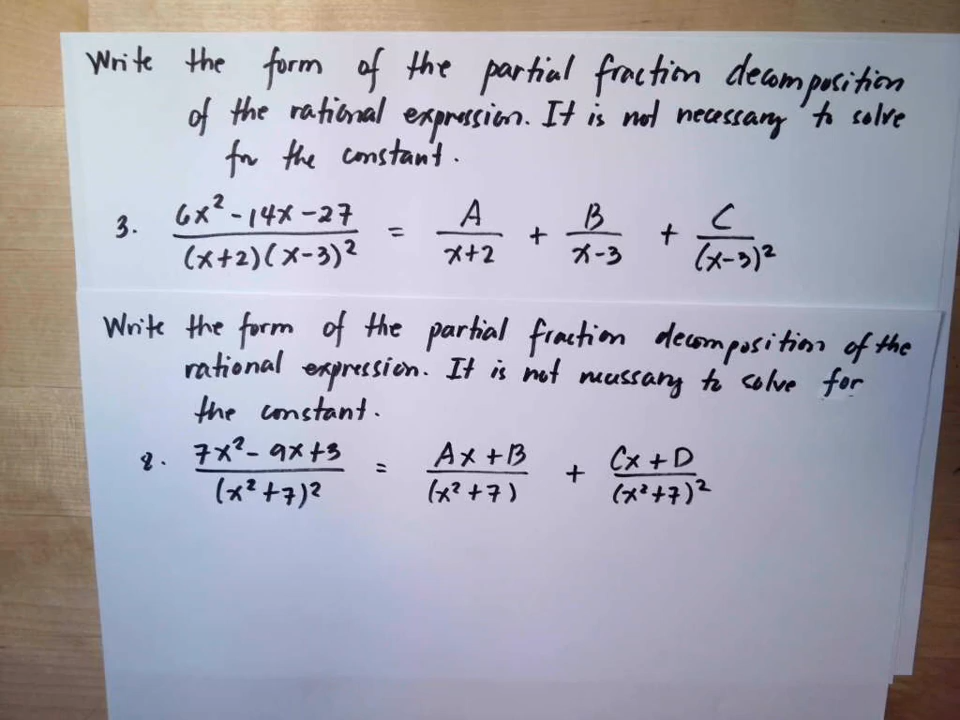 Write the form of the partial fraction decomposition
of the rational expression. It is not necessary to solve
for the constant.
3. 6x²-14x-27 / (x+2)(x-3)² = A / x+2 + B / x-3 + C / (x-3)²
Write the form of the partial fraction decomposition of the
rational expression. It is not necessary to solve for
the constant.
8. 7x²-9x+3 / (x²+7)² = Ax+B / (x²+7) + Cx+D / (x²+7)²